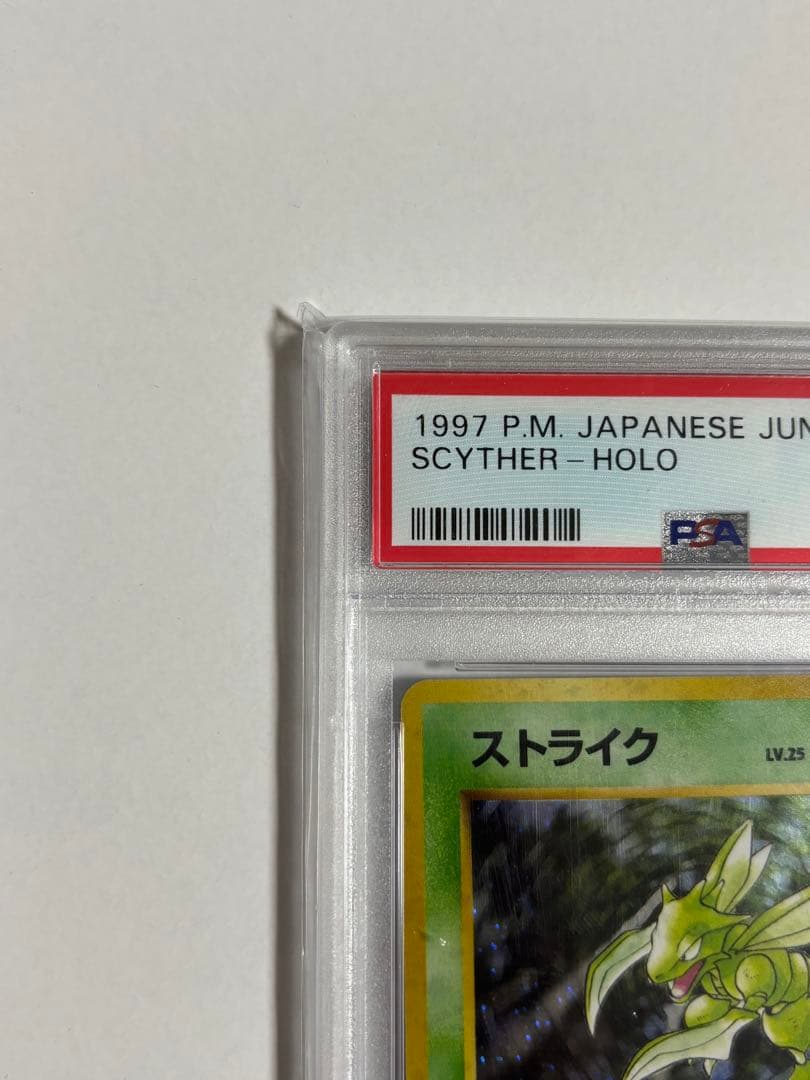 1997 P.M. JAPANESE JUN
SCYTHER – HOLO
PSA
ストライク LV.25